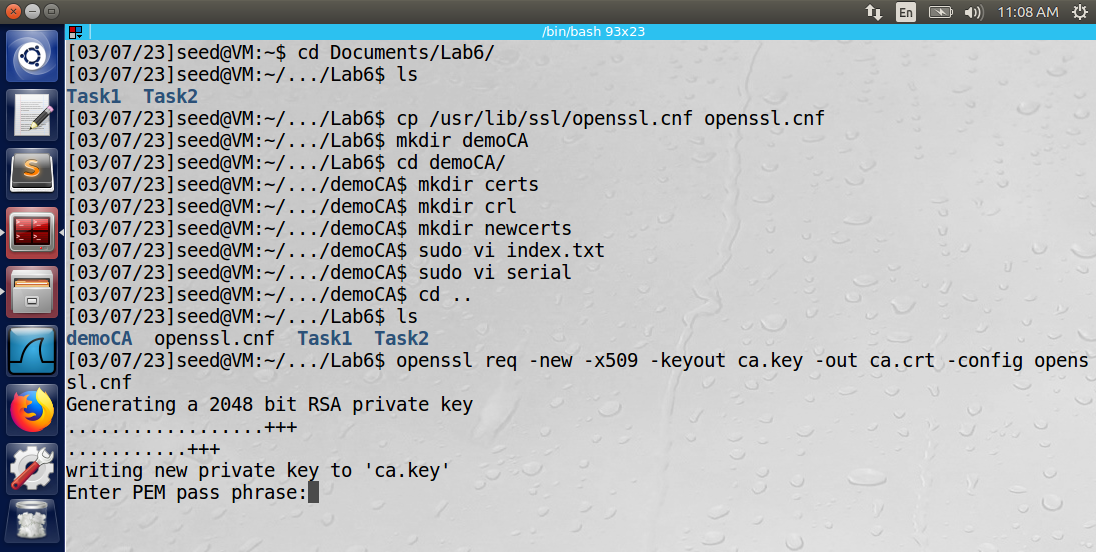 En
11:08 AM
/bin/bash 93x23
[03/07/23]seed@VM:~$ cd Documents/Lab6/
[03/07/23]seed@VM:~/.../Lab6$ ls
Task1  Task2
[03/07/23]seed@VM:~/.../Lab6$ cp /usr/lib/ssl/openssl.cnf openssl.cnf
[03/07/23]seed@VM:~/.../Lab6$ mkdir demoCA
[03/07/23]seed@VM:~/.../Lab6$ cd demoCA/
[03/07/23]seed@VM:~/.../demoCA$ mkdir certs
[03/07/23]seed@VM:~/.../demoCA$ mkdir crl
[03/07/23]seed@VM:~/.../demoCA$ mkdir newcerts
[03/07/23]seed@VM:~/.../demoCA$ sudo vi index.txt
[03/07/23]seed@VM:~/.../demoCA$ sudo vi serial
[03/07/23]seed@VM:~/.../demoCA$ cd ..
[03/07/23]seed@VM:~/.../Lab6$ ls
demoCA  openssl.cnf  Task1  Task2
[03/07/23]seed@VM:~/.../Lab6$ openssl req -new -x509 -keyout ca.key -out ca.crt -config opens
sl.cnf
Generating a 2048 bit RSA private key
..................+++
...........+++
writing new private key to 'ca.key'
Enter PEM pass phrase: